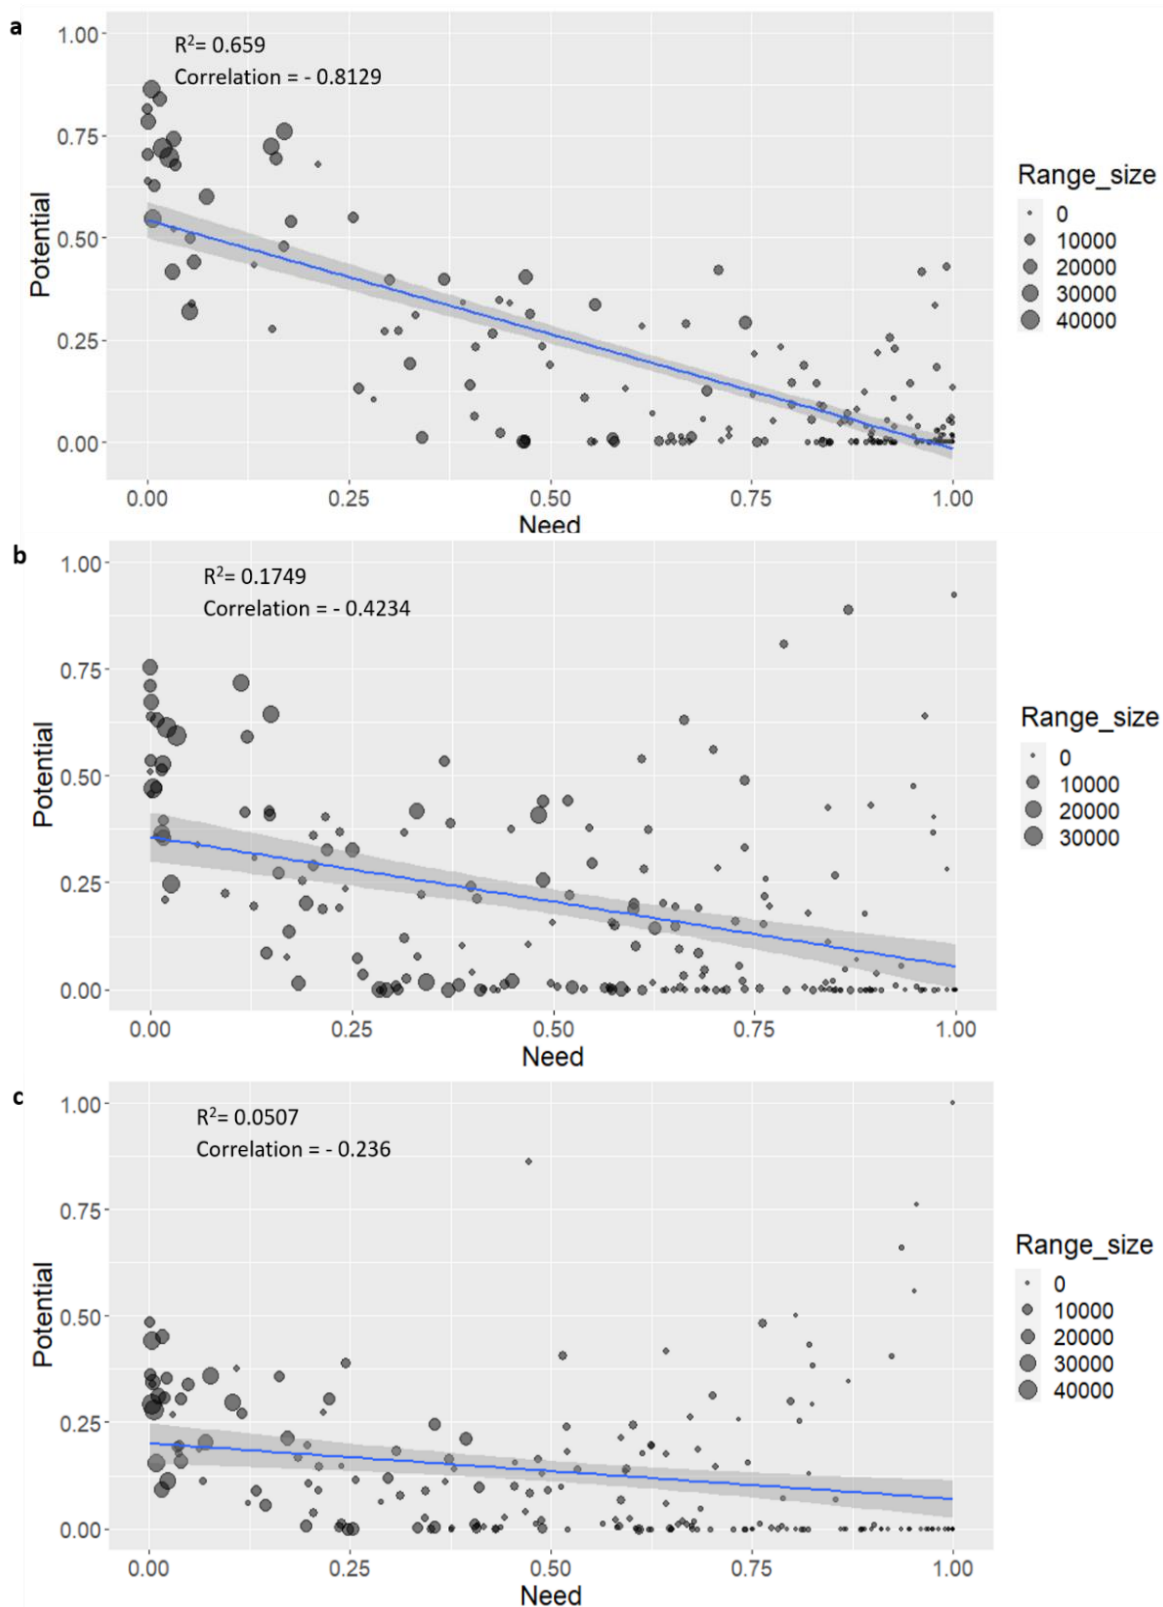 a
R²= 0.659
Correlation = - 0.8129
1.00
0.75
0.50
0.25
0.00
Potential
0.00 0.25 0.50 0.75 1.00
Need
Range_size
0
10000
20000
30000
40000
b
R²= 0.1749
Correlation = - 0.4234
1.00
0.75
0.50
0.25
0.00
Potential
0.00 0.25 0.50 0.75 1.00
Need
Range_size
0
10000
20000
30000
c
R²= 0.0507
Correlation = - 0.236
1.00
0.75
0.50
0.25
0.00
Potential
0.00 0.25 0.50 0.75 1.00
Need
Range_size
0
10000
20000
30000
40000